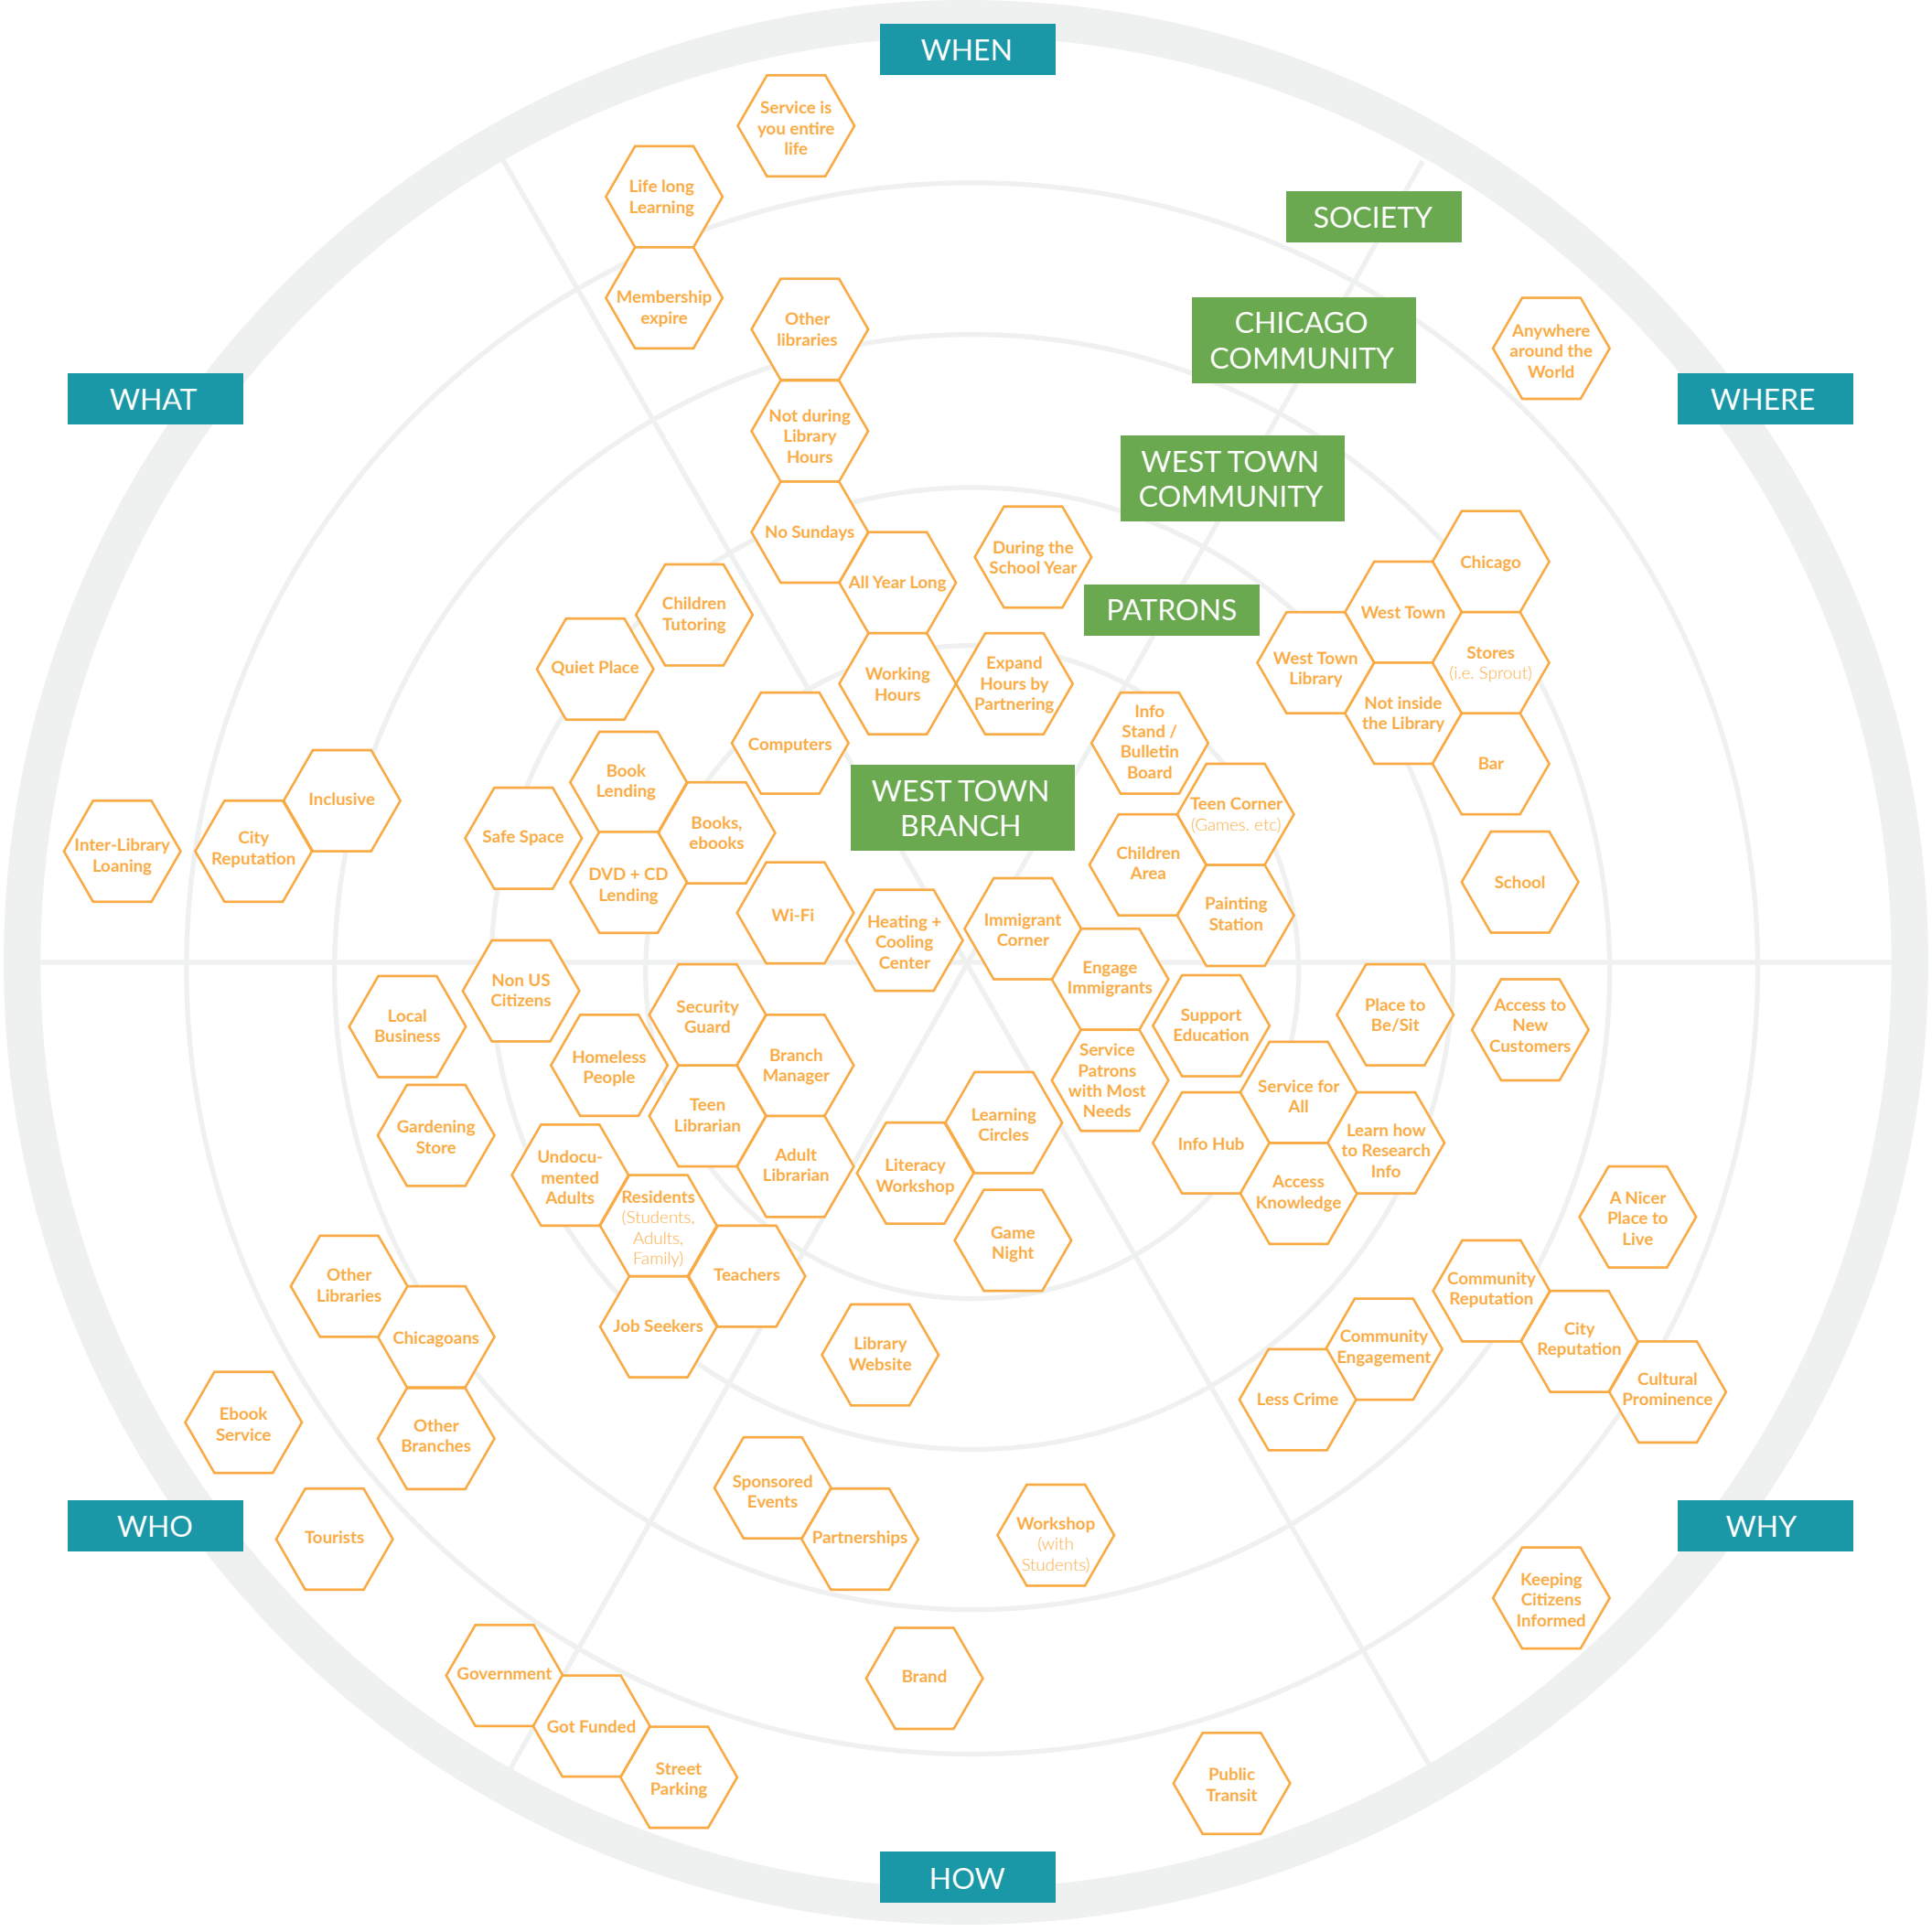 WHEN
Service is
you entire
life
Life long
Learning
SOCIETY
Membership
expire
CHICAGO
COMMUNITY
Other
libraries
Anywhere
around the
World
WHAT
WHERE
Not during
Library
Hours
WEST TOWN
COMMUNITY
No Sundays
During the
School Year
All Year Long
Chicago
Children
Tutoring
PATRONS
West Town
Quiet Place
Working
Hours
Expand
Hours by
Partnering
West Town
Library
Stores
(i.e. Sprout)
Not inside
the Library
Computers
Info
Stand /
Bulletin
Board
Bar
Book
Lending
WEST TOWN
BRANCH
Inclusive
Teen Corner
(Games. etc)
Inter-Library
Loaning
City
Reputation
Safe Space
Books,
ebooks
Children
Area
DVD + CD
Lending
School
Wi-Fi
Heating +
Cooling
Center
Immigrant
Corner
Painting
Station
Non US
Citizens
Engage
Immigrants
Local
Business
Security
Guard
Support
Education
Place to
Be/Sit
Access to
New
Customers
Homeless
People
Branch
Manager
Service
Patrons
with Most
Needs
Service for
All
Gardening
Store
Teen
Librarian
Learning
Circles
Info Hub
Learn how
to Research
Info
Undocu-
mented
Adults
Adult
Librarian
Literacy
Workshop
Access
Knowledge
Residents
(Students,
Adults,
Family)
A Nicer
Place to
Live
Game
Night
Other
Libraries
Teachers
Community
Reputation
Chicagoans
Job Seekers
Library
Website
Community
Engagement
City
Reputation
Less Crime
Cultural
Prominence
Ebook
Service
Other
Branches
Sponsored
Events
WHO
Tourists
Partnerships
Workshop
(with
Students)
WHY
Keeping
Citizens
Informed
Government
Brand
Got Funded
Street
Parking
Public
Transit
HOW